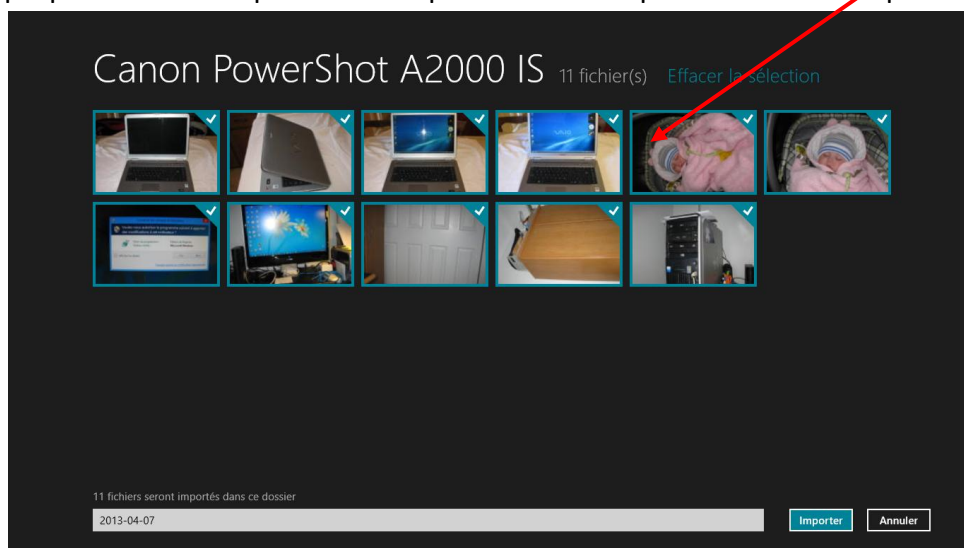 Canon PowerShot A2000 IS 11 fichier(s) Effacer la sélection
VAIO
11 fichiers seront importés dans ce dossier
2013-04-07
Importer Annuler